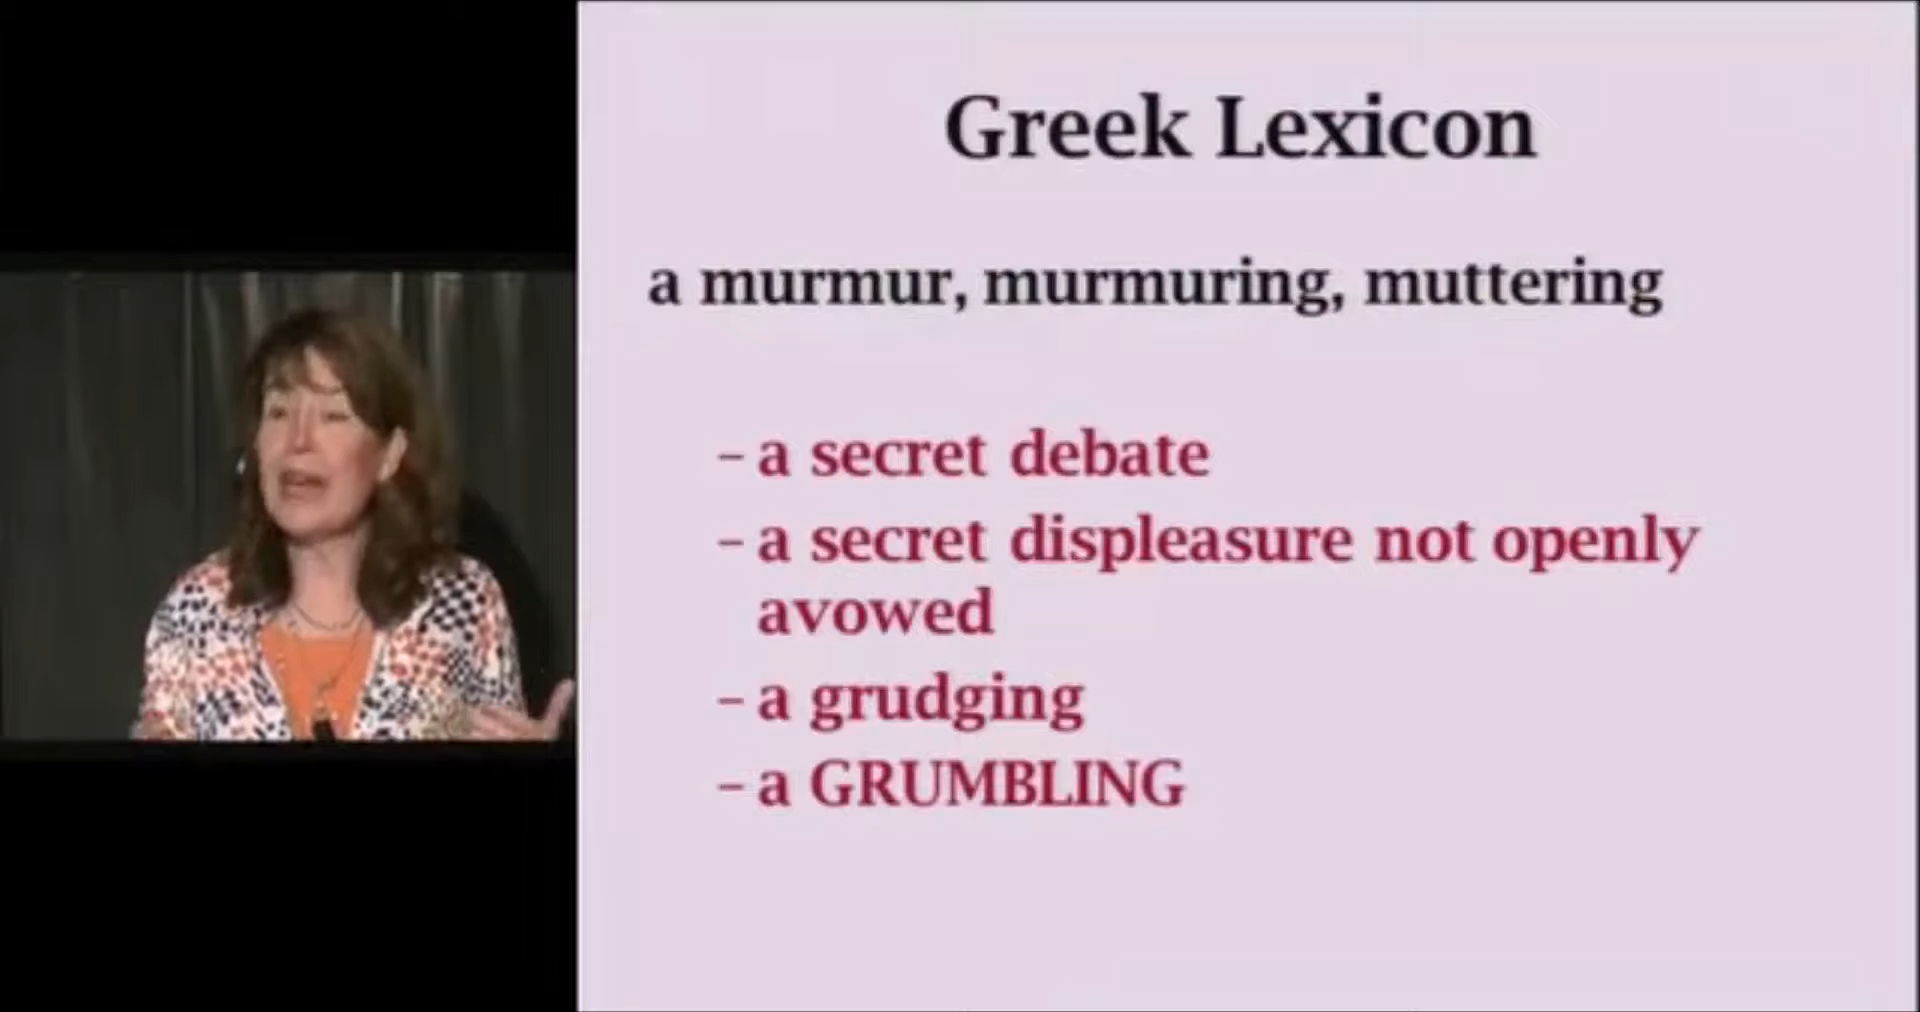 Greek Lexicon
a murmur, murmuring, muttering
– a secret debate
– a secret displeasure not openly
avowed
– a grudging
– a GRUMBLING